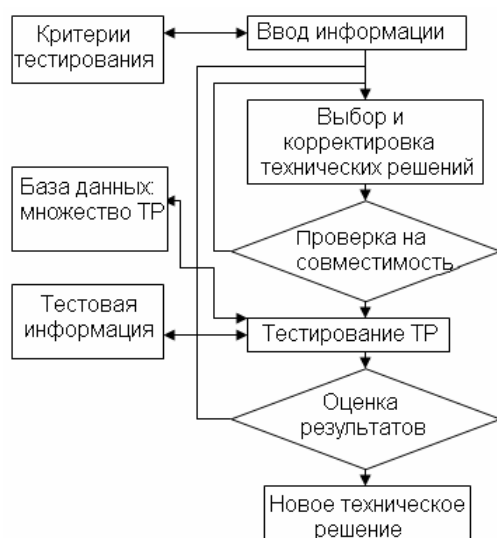 Критерии
тестирования
Ввод информации
Выбор и
корректировка
технических решений
База данных:
множество ТР
Проверка на
совместимость
Тестовая
информация
Тестирование ТР
Оценка
результатов
Новое техническое
решение